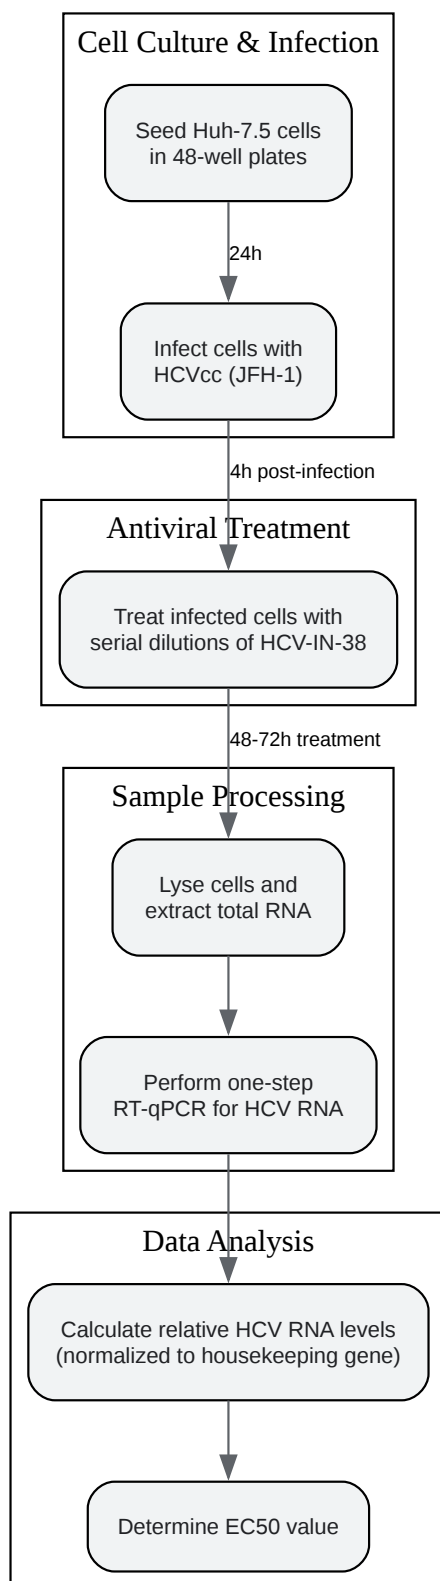 Cell Culture & Infection
Seed Huh-7.5 cells
in 48-well plates
24h
Infect cells with
HCVcc (JFH-1)
4h post-infection
Antiviral Treatment
Treat infected cells with
serial dilutions of HCV-IN-38
48-72h treatment
Sample Processing
Lyse cells and
extract total RNA
Perform one-step
RT-qPCR for HCV RNA
Data Analysis
Calculate relative HCV RNA levels
(normalized to housekeeping gene)
Determine EC50 value